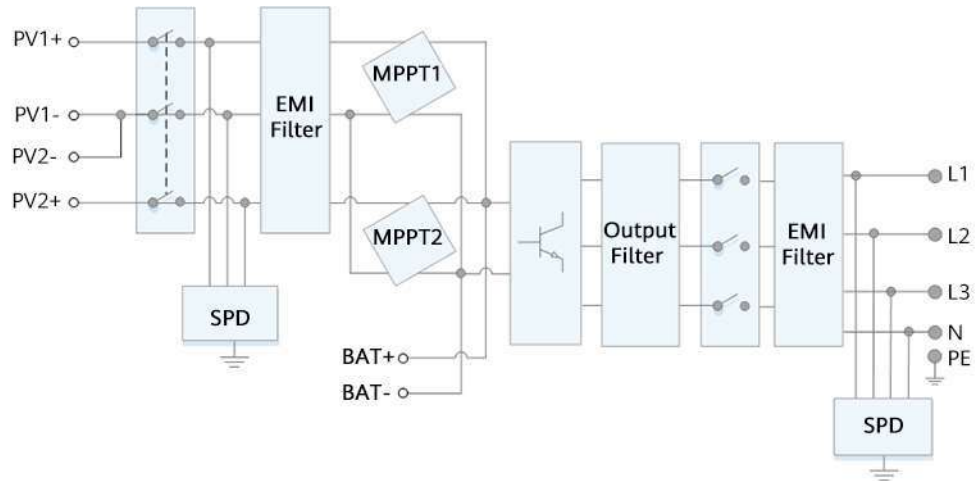 PV1+
PV1-
PV2-
PV2+
EMI
Filter
MPPT1
MPPT2
SPD
BAT+
BAT-
Output
Filter
EMI
Filter
L1
L2
L3
N
PE
SPD